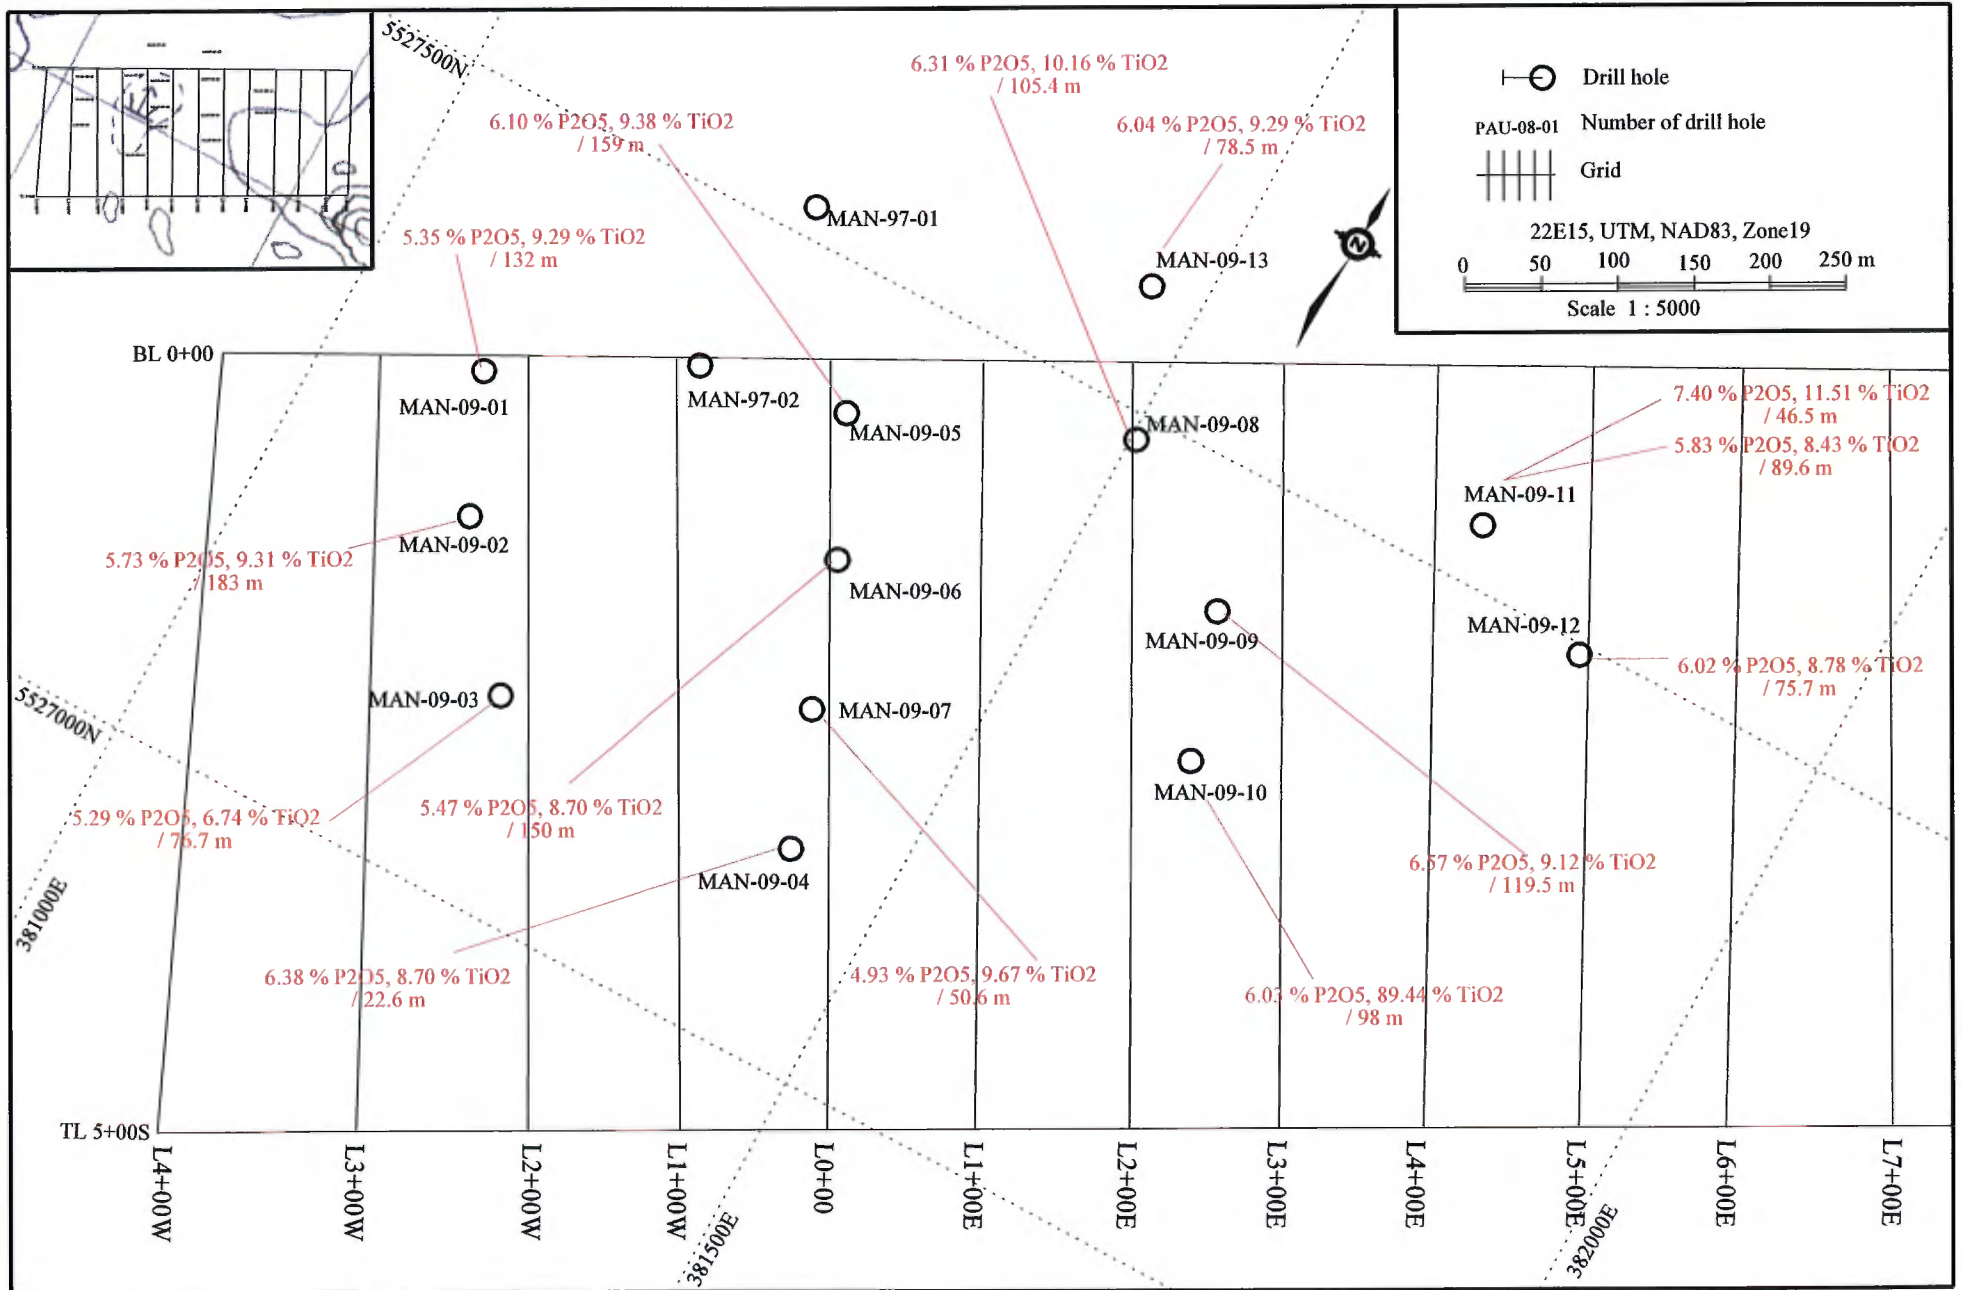 5527500N
6.31 % P2O5, 10.16 % TiO2
/ 105.4 m
6.10 % P2O5, 9.38 % TiO2
/ 159 m
6.04 % P2O5, 9.29 % TiO2
/ 78.5 m
Drill hole
PAU-08-01 Number of drill hole
Grid
22E15, UTM, NAD83, Zone19
0 50 100 150 200 250 m
Scale 1 : 5000
N
MAN-97-01
5.35 % P2O5, 9.29 % TiO2
/ 132 m
MAN-09-13
BL 0+00
MAN-09-01
MAN-97-02
MAN-09-05
MAN-09-08
7.40 % P2O5, 11.51 % TiO2
/ 46.5 m
5.83 % P2O5, 8.43 % TiO2
/ 89.6 m
MAN-09-11
MAN-09-02
5.73 % P2O5, 9.31 % TiO2
/ 183 m
MAN-09-06
MAN-09-09
MAN-09-12
6.02 % P2O5, 8.78 % TiO2
/ 75.7 m
5527000N
MAN-09-03
MAN-09-07
MAN-09-10
5.29 % P2O5, 6.74 % TiO2
/ 76.7 m
5.47 % P2O5, 8.70 % TiO2
/ 150 m
6.57 % P2O5, 9.12 % TiO2
/ 119.5 m
MAN-09-04
381000E
6.38 % P2O5, 8.70 % TiO2
/ 22.6 m
4.93 % P2O5, 9.67 % TiO2
/ 50.6 m
6.03 % P2O5, 89.44 % TiO2
/ 98 m
TL 5+00S
L4+00W
L3+00W
L2+00W
L1+00W
L0+00
L1+00E
L2+00E
L3+00E
L4+00E
L5+00E
L6+00E
L7+00E
381500E
382000E